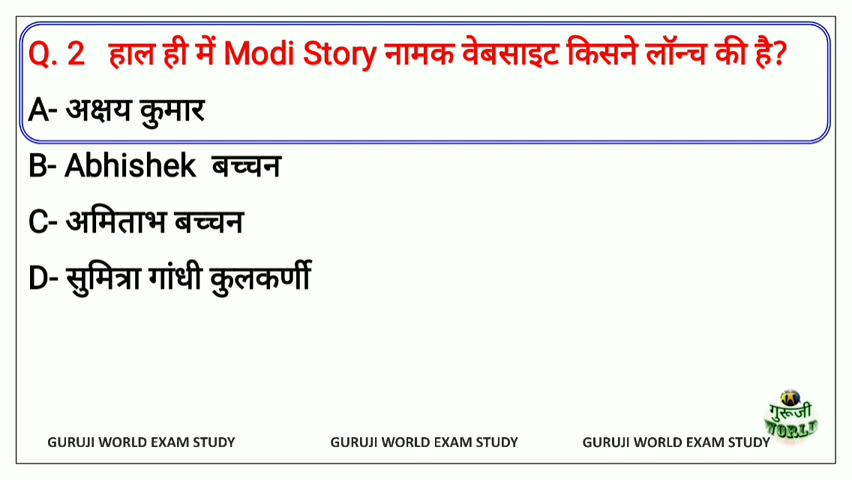 Q. 2 हाल ही में Modi Story नामक वेबसाइट किसने लॉन्च की है?
A- अक्षय कुमार
B- Abhishek बच्चन
C- अमिताभ बच्चन
D- सुमित्रा गांधी कुलकर्णी
गुरूजी
WORLD
GURUJI WORLD EXAM STUDY GURUJI WORLD EXAM STUDY GURUJI WORLD EXAM STUDY